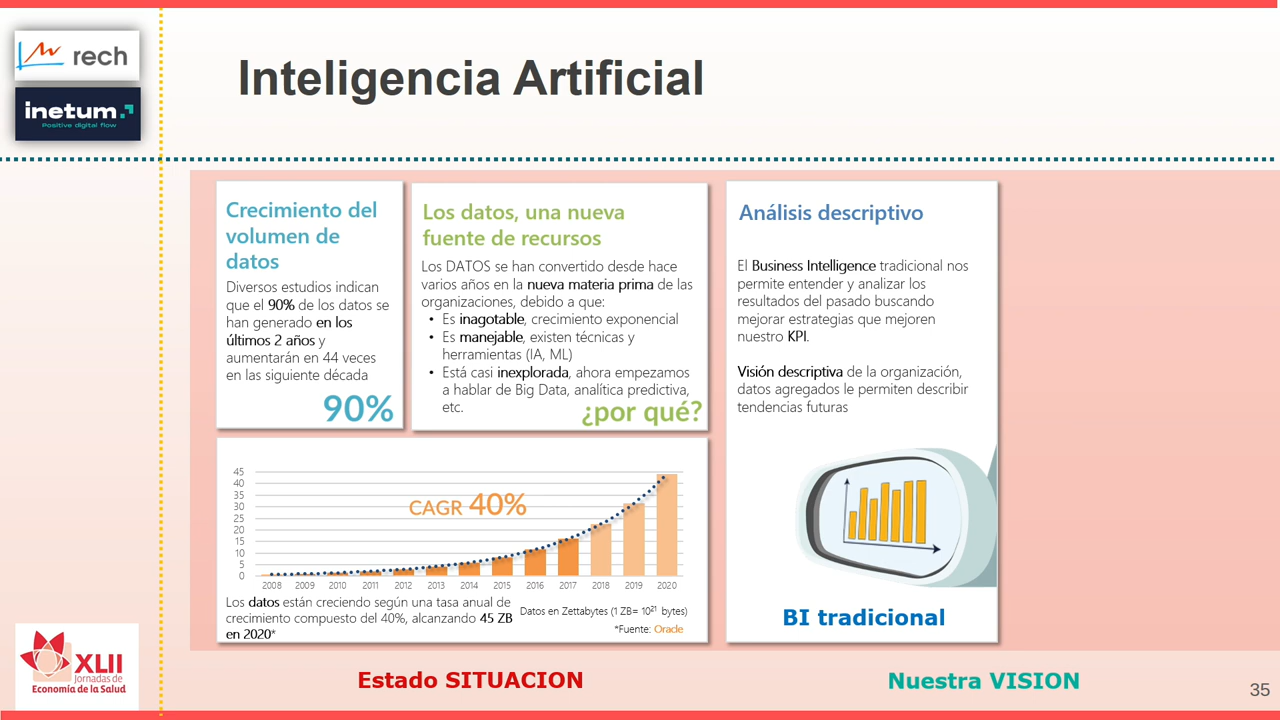 rech
inetum.
Positive digital flow
Inteligencia Artificial
Crecimiento del
volumen de
datos
Diversos estudios indican
que el 90% de los datos se
han generado en los
últimos 2 años y
aumentarán en 44 veces
en las siguiente década
90%
Los datos, una nueva
fuente de recursos
Los DATOS se han convertido desde hace
varios años en la nueva materia prima de las
organizaciones, debido a que:
• Es inagotable, crecimiento exponencial
• Es manejable, existen técnicas y
herramientas (IA, ML)
• Está casi inexplorada, ahora empezamos
a hablar de Big Data, analítica predictiva,
etc.
¿por qué?
Análisis descriptivo
El Business Intelligence tradicional nos
permite entender y analizar los
resultados del pasado buscando
mejorar estrategias que mejoren
nuestro KPI.
Visión descriptiva de la organización,
datos agregados le permiten describir
tendencias futuras
BI tradicional
CAGR 40%
45
40
35
30
25
20
15
10
5
0
2008 2009 2010 2011 2012 2013 2014 2015 2016 2017 2018 2019 2020
Los datos están creciendo según una tasa anual de
crecimiento compuesto del 40%, alcanzando 45 ZB
en 2020*
Datos en Zettabytes (1 ZB= 10²¹ bytes)
*Fuente: Oracle
XLII
Jornadas de
Economía de la Salud
Estado SITUACION
Nuestra VISION
35